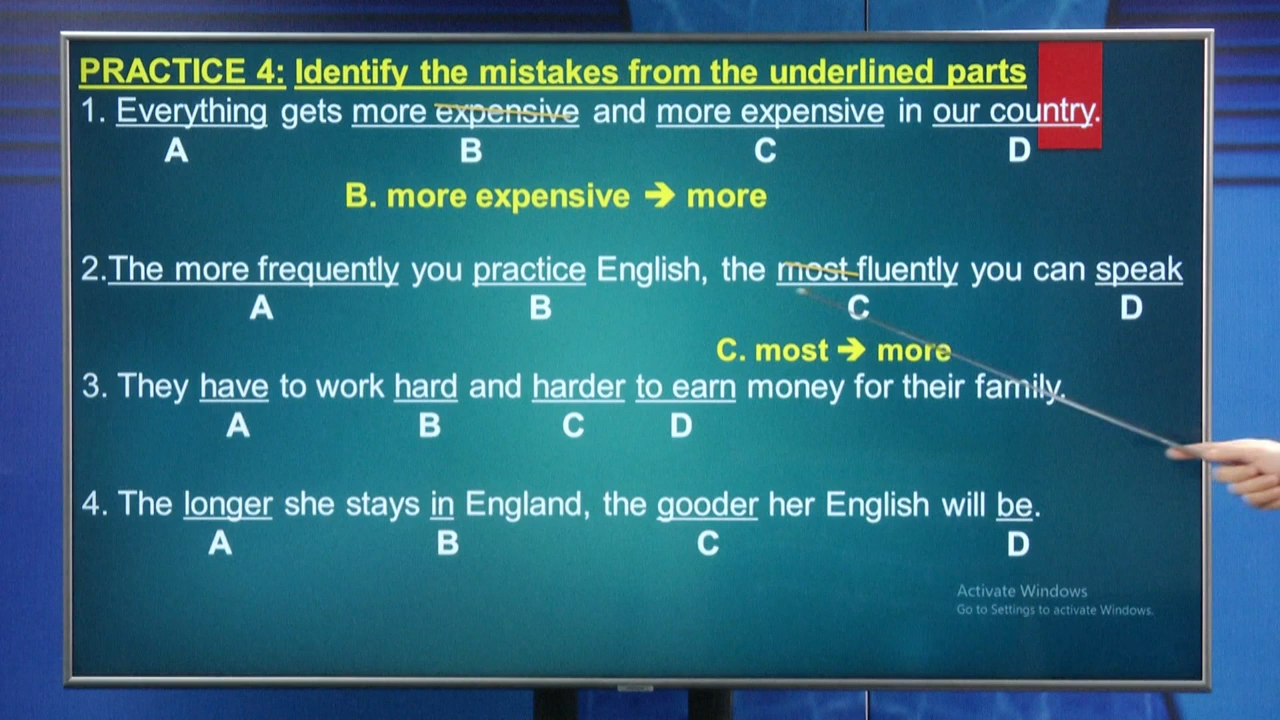 PRACTICE 4: Identify the mistakes from the underlined parts
1. Everything gets more expensive and more expensive in our country.
A B C D
B. more expensive ➔ more
2.The more frequently you practice English, the most fluently you can speak
A B C D
C. most ➔ more
3. They have to work hard and harder to earn money for their family.
A B C D
4. The longer she stays in England, the gooder her English will be.
A B C D
Activate Windows
Go to Settings to activate Windows.